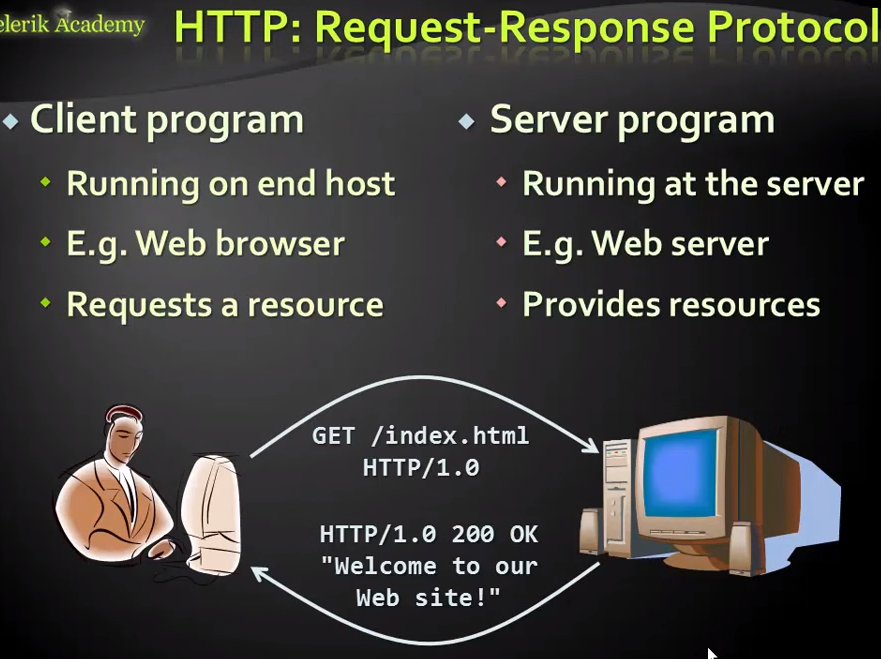 elerik Academy
HTTP: Request-Response Protocol
Client program
Running on end host
E.g. Web browser
Requests a resource
Server program
Running at the server
E.g. Web server
Provides resources
GET /index.html
HTTP/1.0
HTTP/1.0 200 OK
"Welcome to our
Web site!"